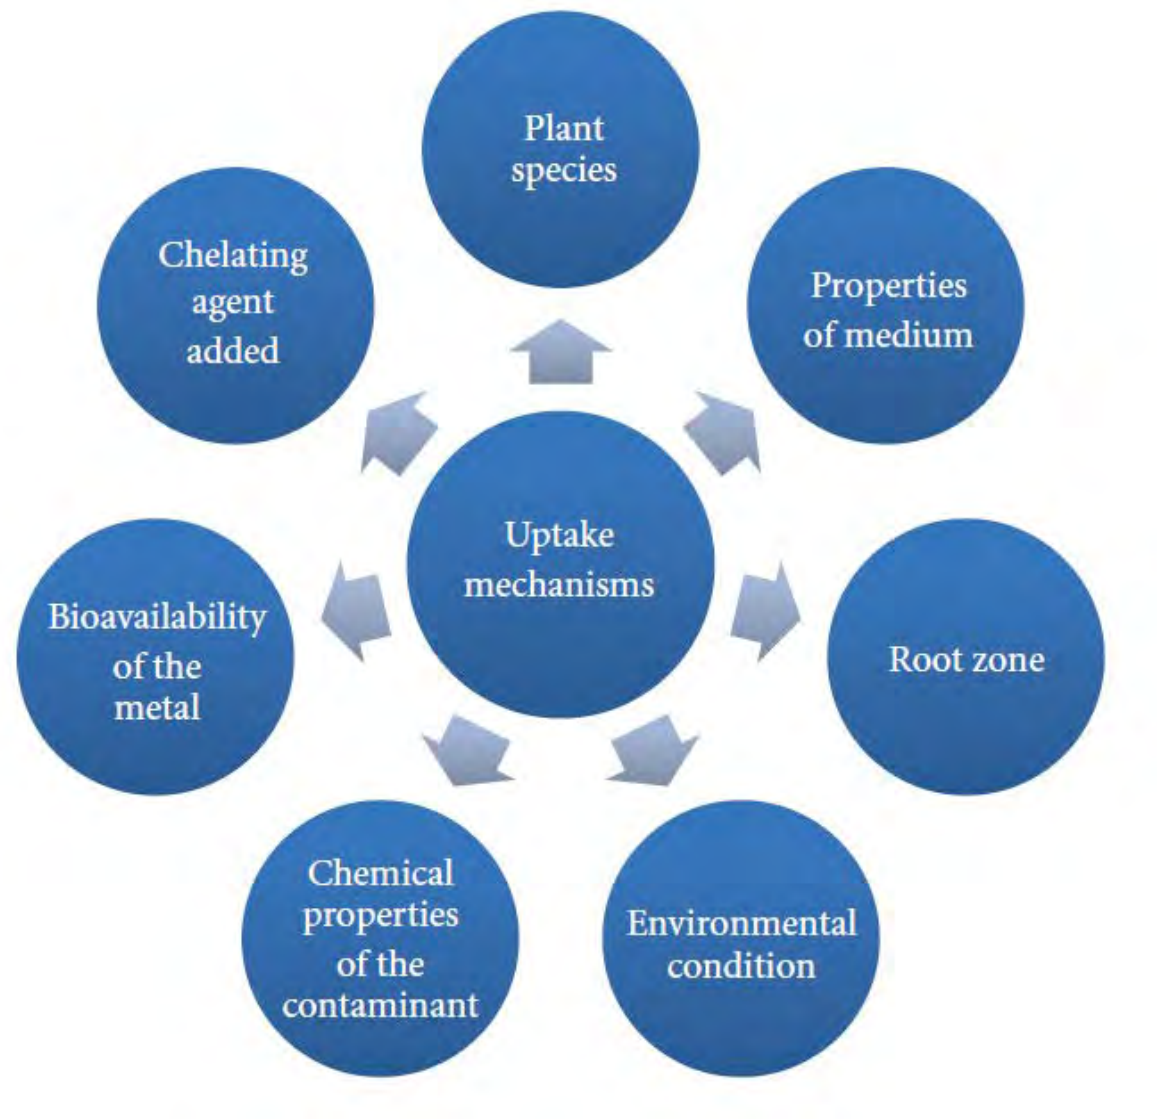 Plant
species
Chelating
agent
added
Properties
of medium
Uptake
mechanisms
Bioavailability
of the
metal
Root zone
Chemical
properties
of the
contaminant
Environmental
condition